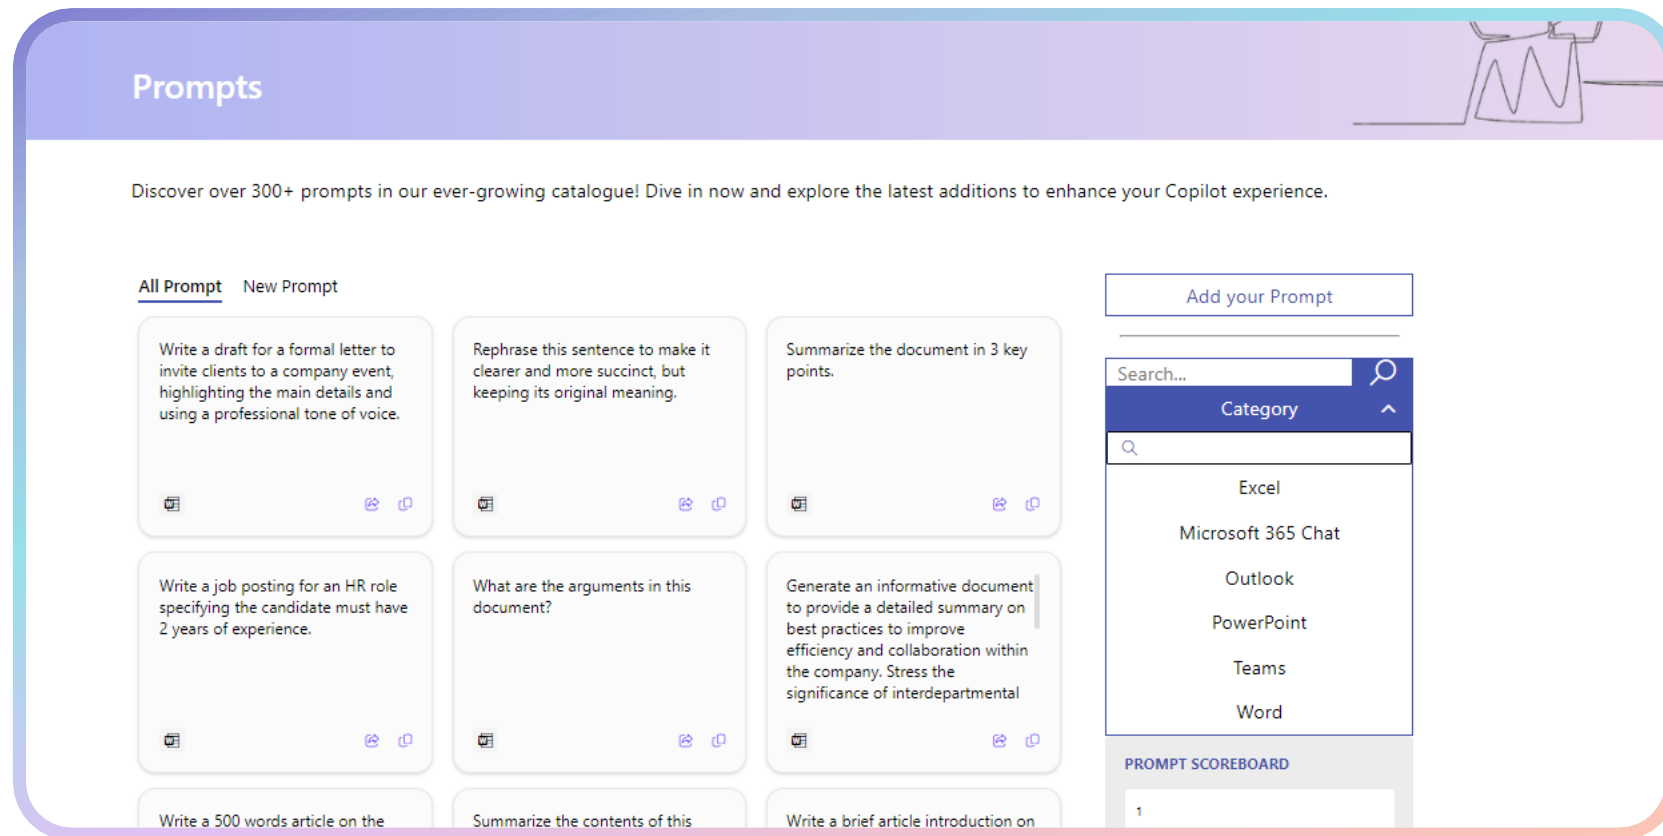 Prompts
Discover over 300+ prompts in our ever-growing catalogue! Dive in now and explore the latest additions to enhance your Copilot experience.
All Prompt
New Prompt
Write a draft for a formal letter to
invite clients to a company event,
highlighting the main details and
using a professional tone of voice.
Rephrase this sentence to make it
clearer and more succinct, but
keeping its original meaning.
Summarize the document in 3 key
points.
Write a job posting for an HR role
specifying the candidate must have
2 years of experience.
What are the arguments in this
document?
Generate an informative document
to provide a detailed summary on
best practices to improve
efficiency and collaboration within
the company. Stress the
significance of interdepartmental
Write a 500 words article on the
Summarize the contents of this
Write a brief article introduction on
Add your Prompt
Search...
Category
Excel
Microsoft 365 Chat
Outlook
PowerPoint
Teams
Word
PROMPT SCOREBOARD
1